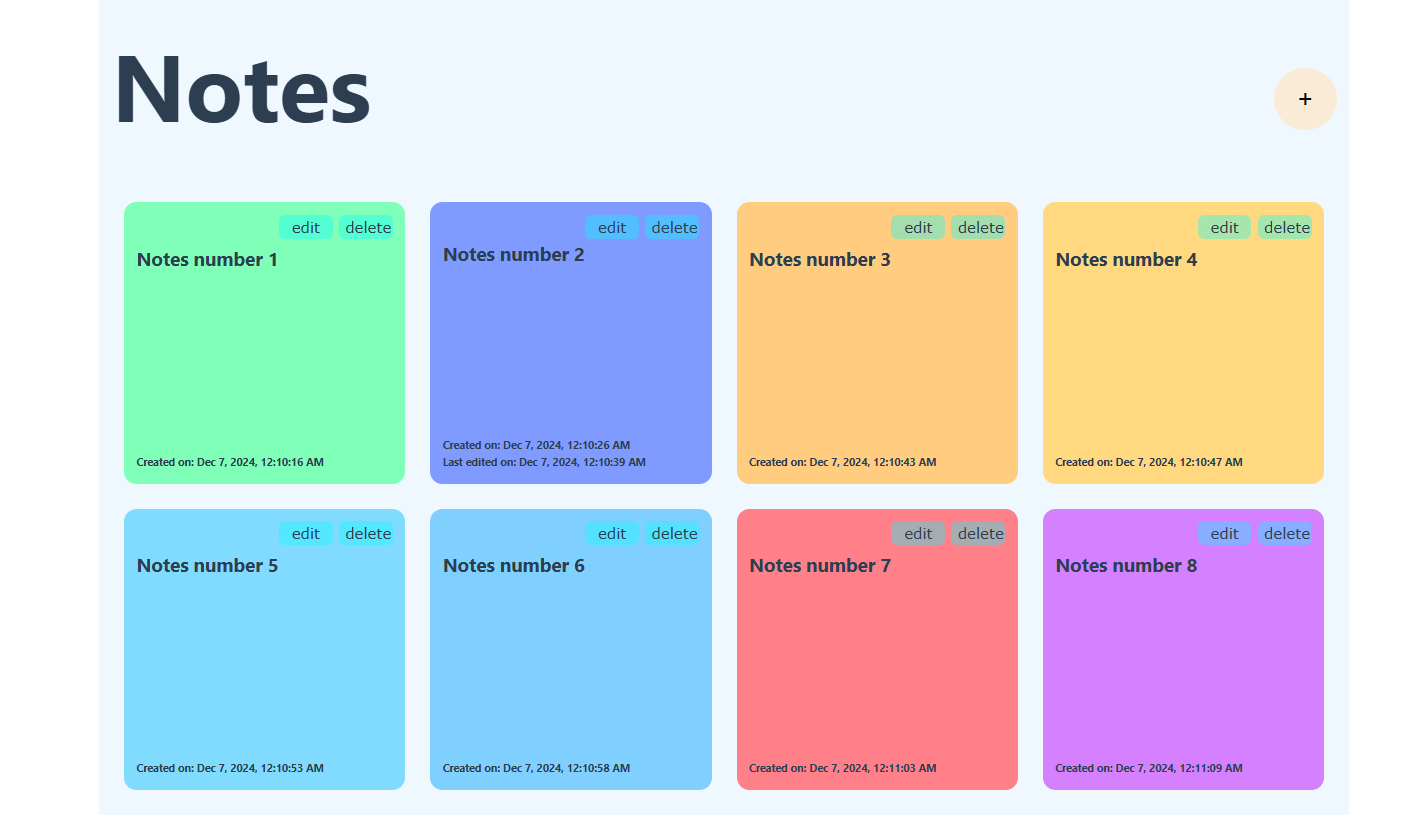 Notes
+
edit delete
Notes number 1
Created on: Dec 7, 2024, 12:10:16 AM
edit delete
Notes number 2
Created on: Dec 7, 2024, 12:10:26 AM
Last edited on: Dec 7, 2024, 12:10:39 AM
edit delete
Notes number 3
Created on: Dec 7, 2024, 12:10:43 AM
edit delete
Notes number 4
Created on: Dec 7, 2024, 12:10:47 AM
edit delete
Notes number 5
Created on: Dec 7, 2024, 12:10:53 AM
edit delete
Notes number 6
Created on: Dec 7, 2024, 12:10:58 AM
edit delete
Notes number 7
Created on: Dec 7, 2024, 12:11:03 AM
edit delete
Notes number 8
Created on: Dec 7, 2024, 12:11:09 AM